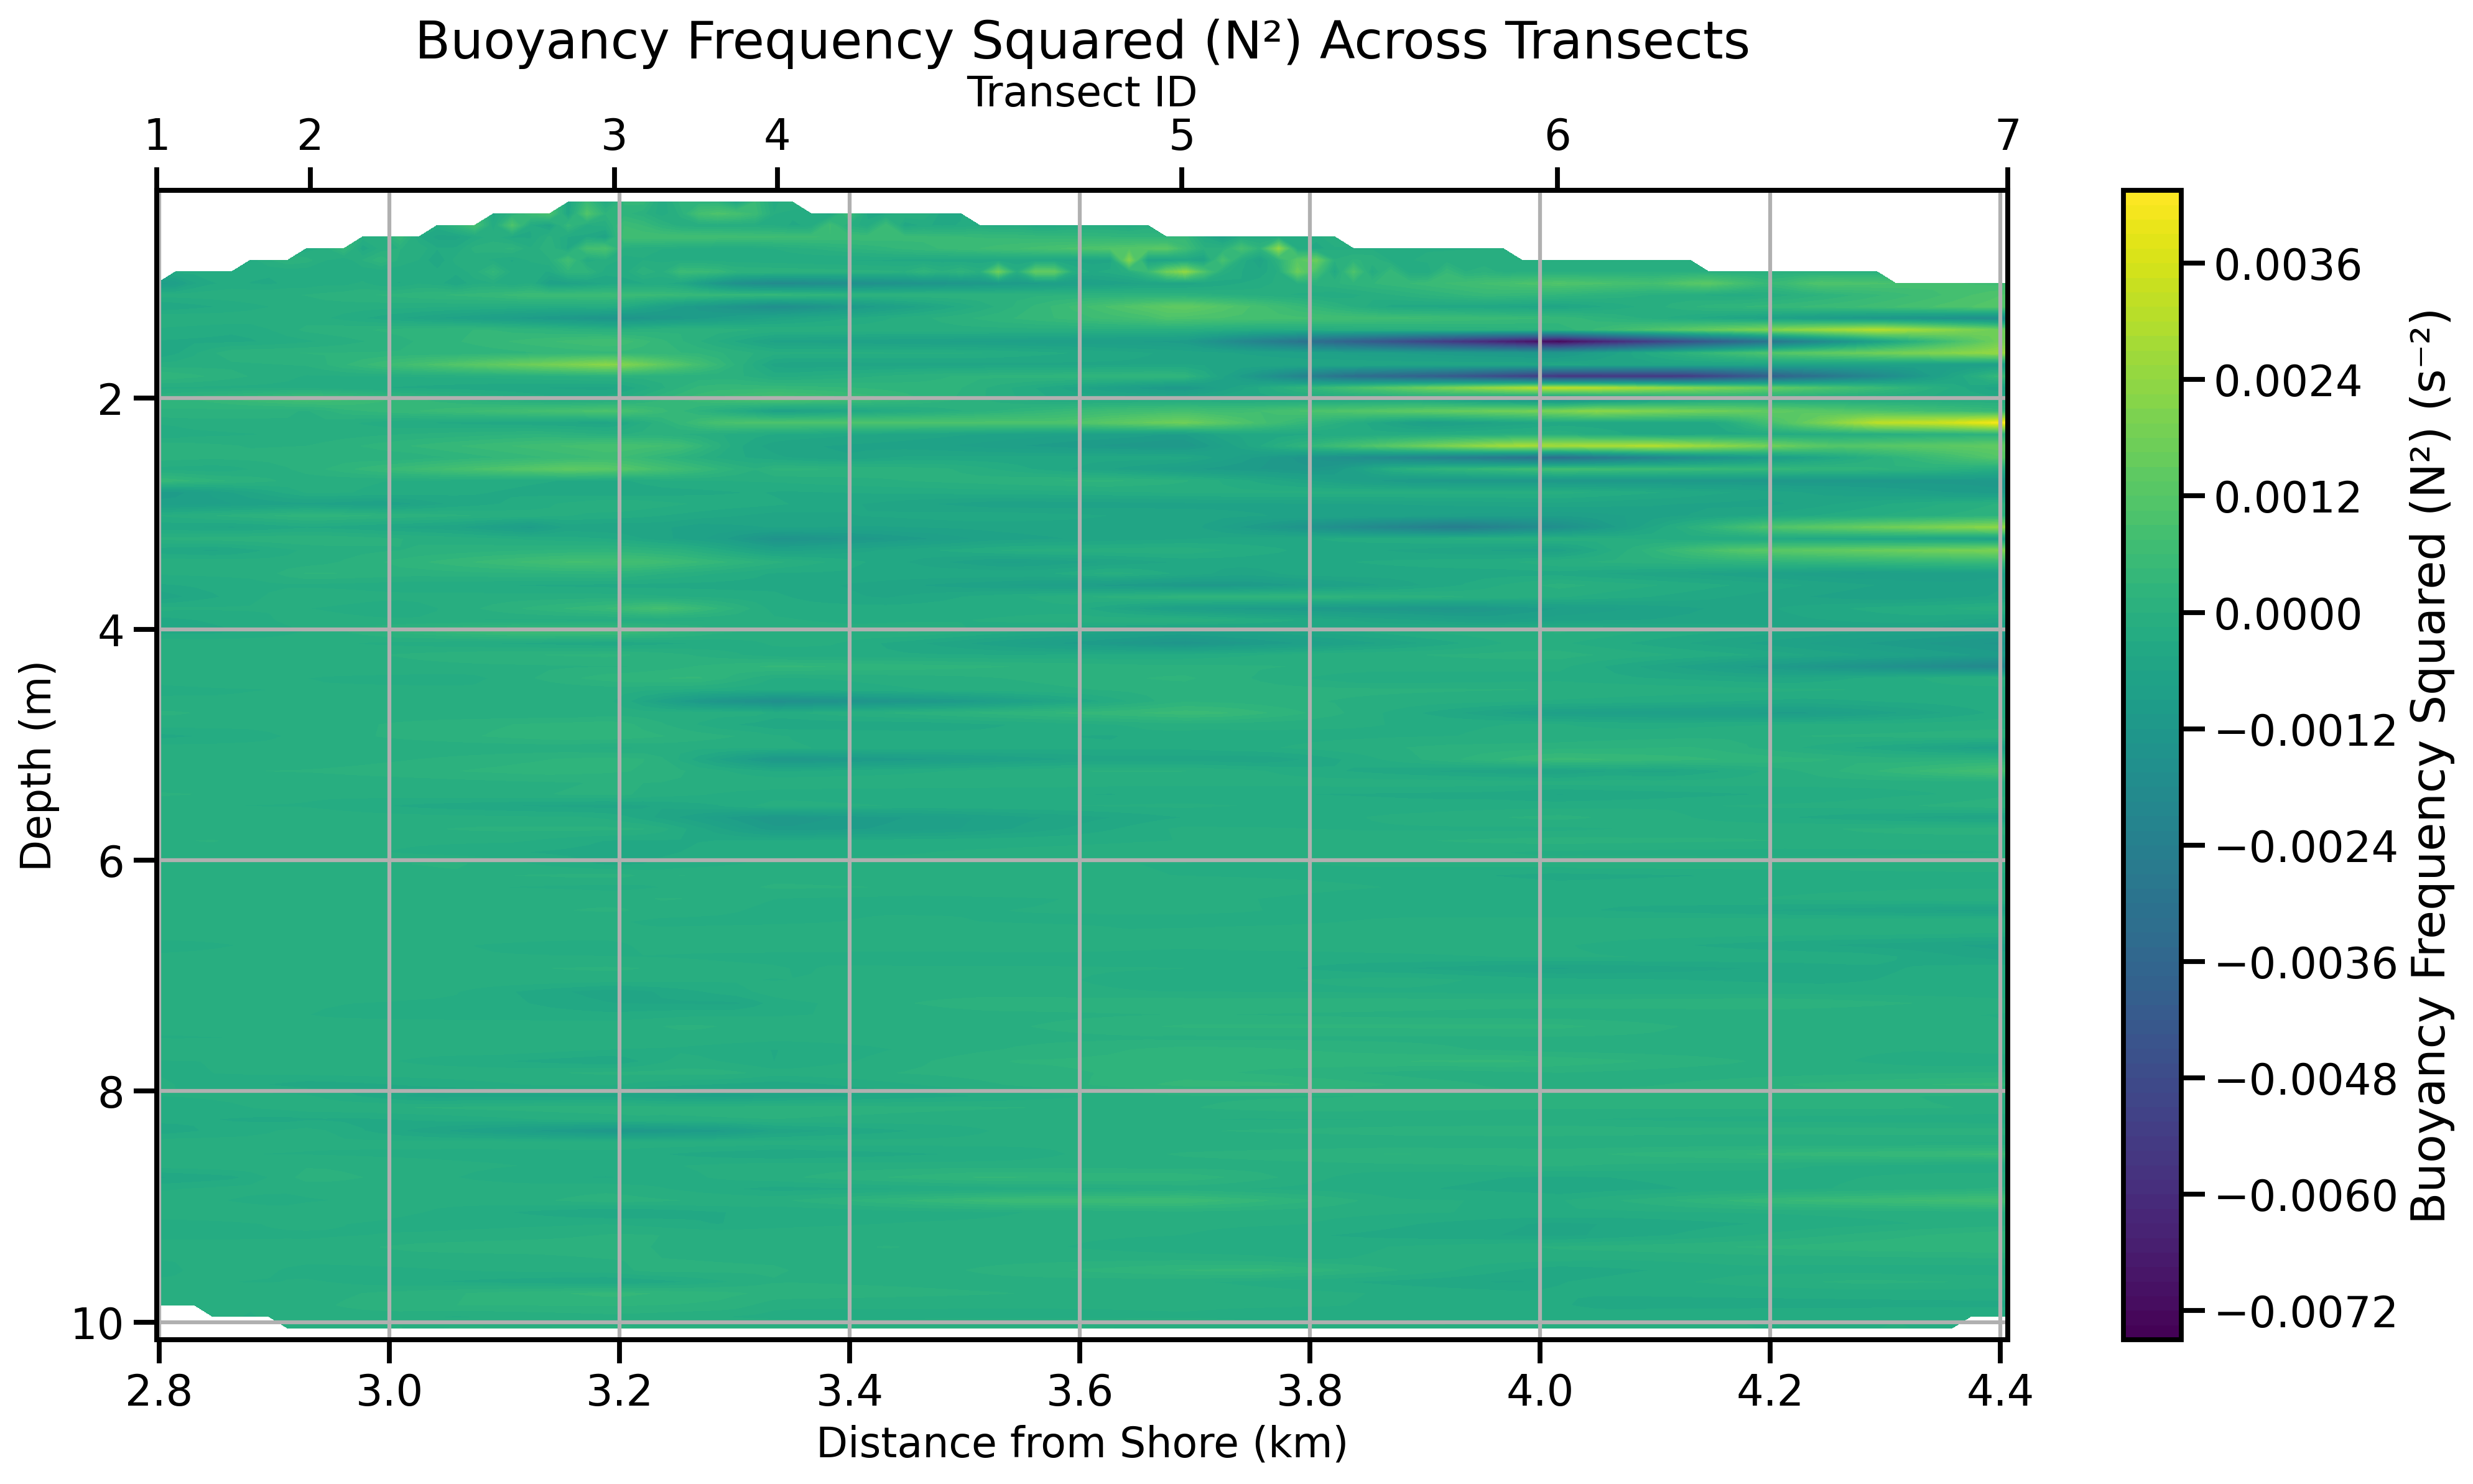 Buoyancy Frequency Squared (N²) Across Transects
Transect ID
1 2 3 4 5 6 7
Depth (m)
2
4
6
8
10
2.8 3.0 3.2 3.4 3.6 3.8 4.0 4.2 4.4
Distance from Shore (km)
0.0036
0.0024
0.0012
0.0000
−0.0012
−0.0024
−0.0036
−0.0048
−0.0060
−0.0072
Buoyancy Frequency Squared (N²) (s⁻²)